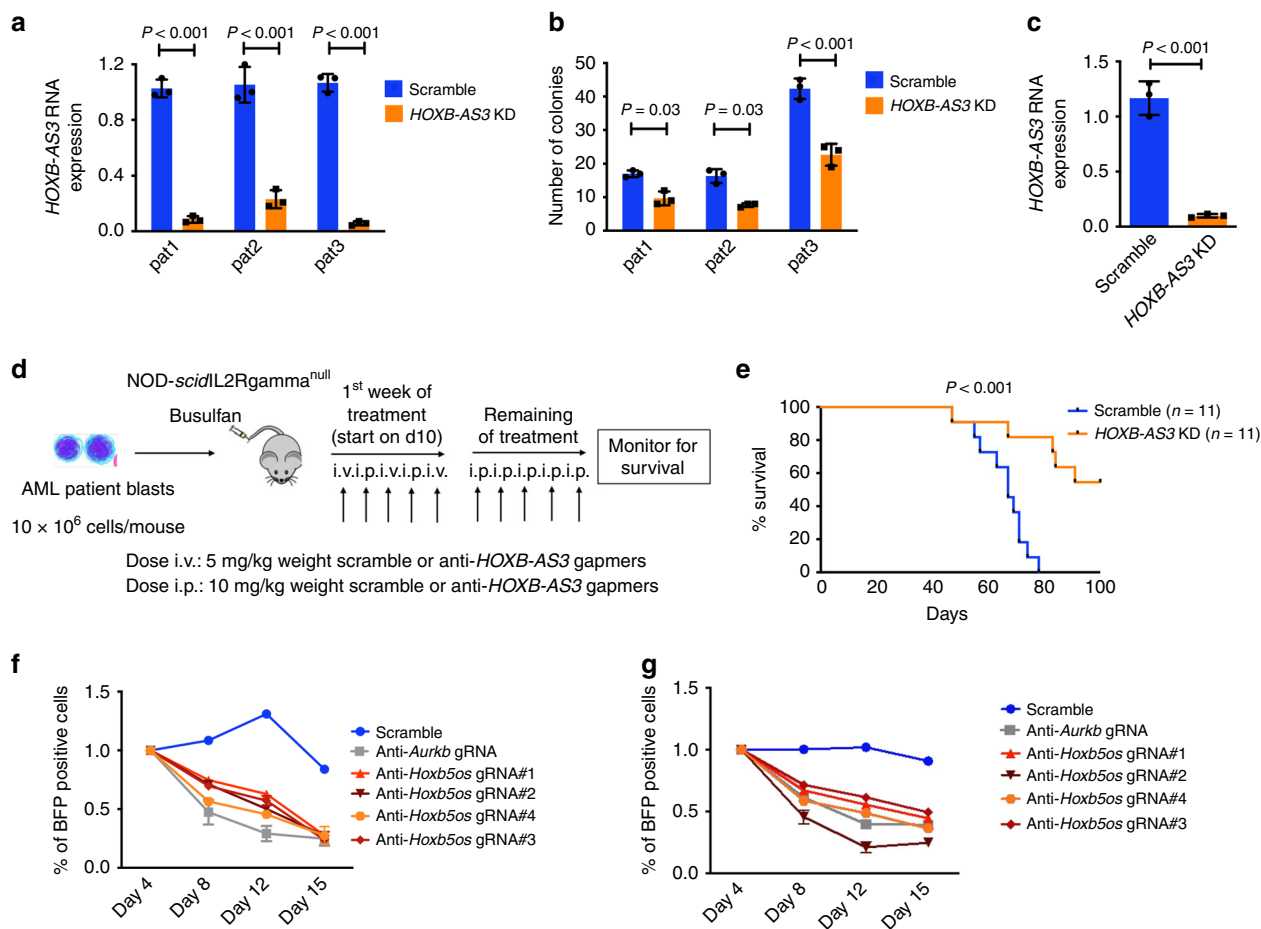 a
P < 0.001 P < 0.001 P < 0.001
HOXB-AS3 RNA
expression
1.2
0.8
0.4
0.0
pat1 pat2 pat3
Scramble
HOXB-AS3 KD
b
P < 0.001
P = 0.03 P = 0.03
Number of colonies
50
40
30
20
10
0
pat1 pat2 pat3
Scramble
HOXB-AS3 KD
c
P < 0.001
HOXB-AS3 RNA
expression
1.5
1.0
0.5
0.0
Scramble
HOXB-AS3 KD
d
NOD-scidIL2Rgamma^null
Busulfan
AML patient blasts
10 × 10^6 cells/mouse
1^st week of
treatment
(start on d10)
i.v.i.p.i.v.i.p.i.v.
Remaining
of treatment
i.p.i.p.i.p.i.p.i.p.
Monitor for
survival
Dose i.v.: 5 mg/kg weight scramble or anti-HOXB-AS3 gapmers
Dose i.p.: 10 mg/kg weight scramble or anti-HOXB-AS3 gapmers
e
P < 0.001
% survival
100
80
60
40
20
0
0 20 40 60 80 100
Days
Scramble (n = 11)
HOXB-AS3 KD (n = 11)
f
% of BFP positive cells
1.5
1.0
0.5
0.0
Day 4 Day 8 Day 12 Day 15
Scramble
Anti-Aurkb gRNA
Anti-Hoxb5os gRNA#1
Anti-Hoxb5os gRNA#2
Anti-Hoxb5os gRNA#4
Anti-Hoxb5os gRNA#3
g
% of BFP positive cells
1.5
1.0
0.5
0.0
Day 4 Day 8 Day 12 Day 15
Scramble
Anti-Aurkb gRNA
Anti-Hoxb5os gRNA#1
Anti-Hoxb5os gRNA#2
Anti-Hoxb5os gRNA#4
Anti-Hoxb5os gRNA#3